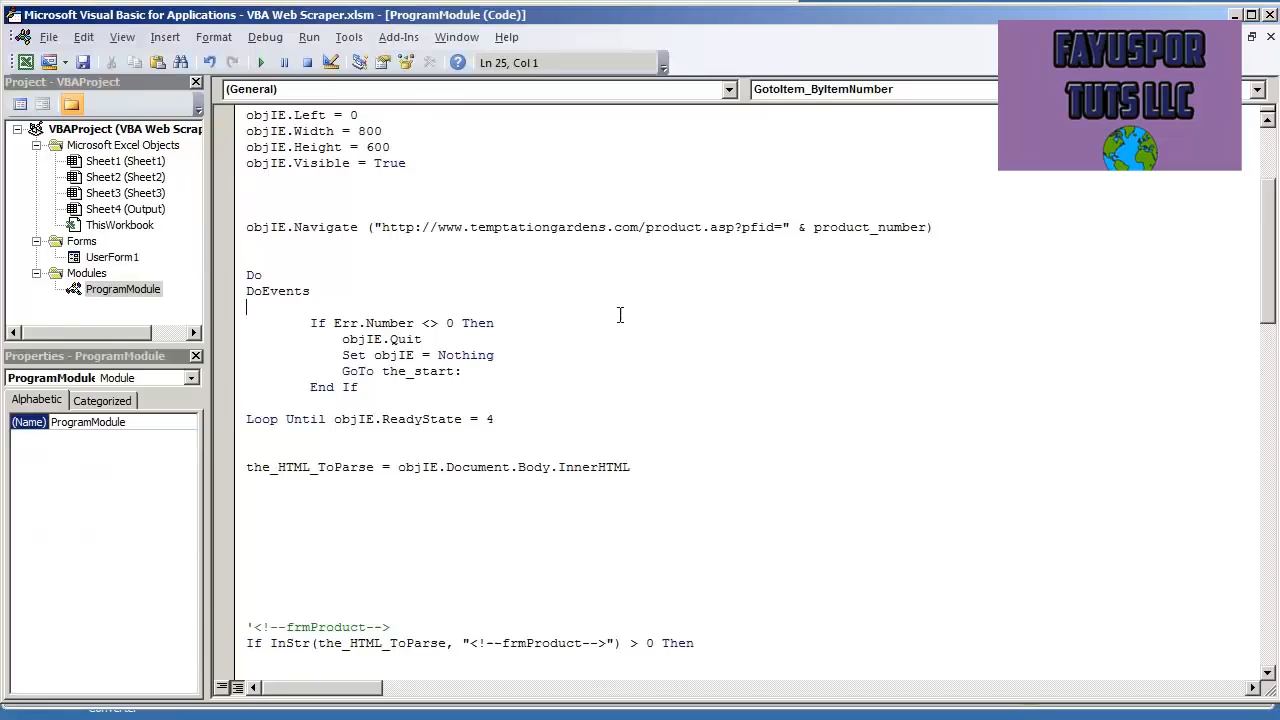 Microsoft Visual Basic for Applications - VBA Web Scraper.xlsm - [ProgramModule (Code)]
File Edit View Insert Format Debug Run Tools Add-Ins Window Help
Ln 25, Col 1
FAYUSPOR
TUTS LLC
Project - VBAProject
(General)
GotoItem_ByItemNumber
VBAProject (VBA Web Scrap
Microsoft Excel Objects
Sheet1 (Sheet1)
Sheet2 (Sheet2)
Sheet3 (Sheet3)
Sheet4 (Output)
ThisWorkbook
Forms
UserForm1
Modules
ProgramModule
Properties - ProgramModule
ProgramModule Module
Alphabetic Categorized
(Name) ProgramModule
objIE.Left = 0
objIE.Width = 800
objIE.Height = 600
objIE.Visible = True
objIE.Navigate ("http://www.temptationgardens.com/product.asp?pfid=" & product_number)
Do
DoEvents
If Err.Number <> 0 Then
objIE.Quit
Set objIE = Nothing
GoTo the_start:
End If
Loop Until objIE.ReadyState = 4
the_HTML_ToParse = objIE.Document.Body.InnerHTML
'<!--frmProduct-->
If InStr(the_HTML_ToParse, "<!--frmProduct-->") > 0 Then